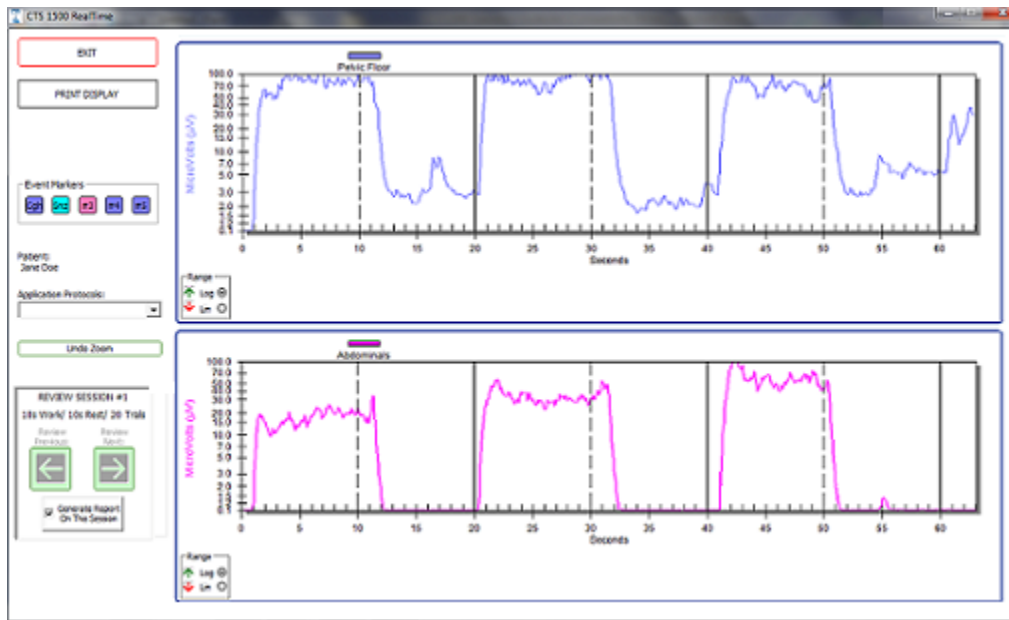 CTS 1500 RealTime
EXIT
PRINT DISPLAY
Event Markers
Cgh Snz #3 #4 #5
Patient:
Jane Doe
Application Protocols:
Undo Zoom
REVIEW SESSION #1
10s Work/ 10s Rest/ 20 Trials
Review Previous:
Review Next:
Generate Report
On The Session
Pelvic Floor
MicroVolts (µV)
100.0
70.0
50.0
30.0
20.0
15.0
10.0
7.0
5.0
3.0
2.0
0 5 10 15 20 25 30 35 40 45 50 55 60
Seconds
Range
Log
Lin
Abdominals
MicroVolts (µV)
100.0
70.0
50.0
30.0
20.0
15.0
10.0
7.0
5.0
3.0
2.0
0 5 10 15 20 25 30 35 40 45 50 55 60
Seconds
Range
Log
Lin